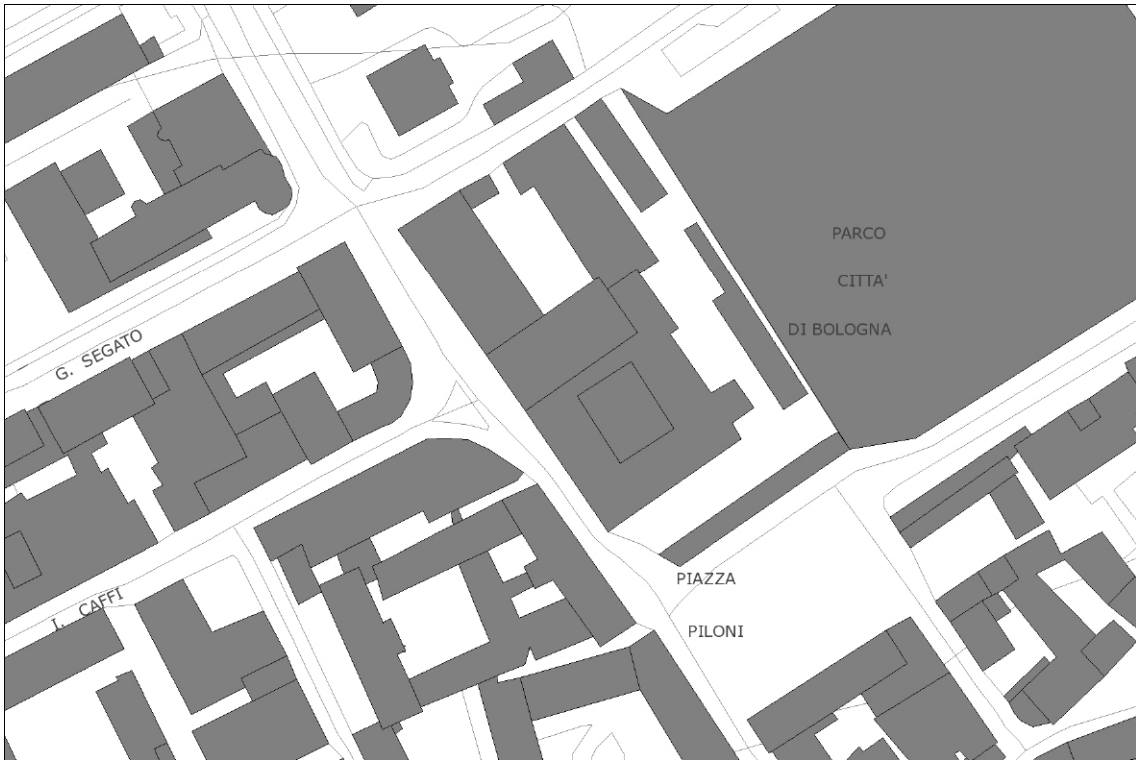 PARCO
CITTA'
DI BOLOGNA
G. SEGATO
I. CAFFI
PIAZZA
PILONI